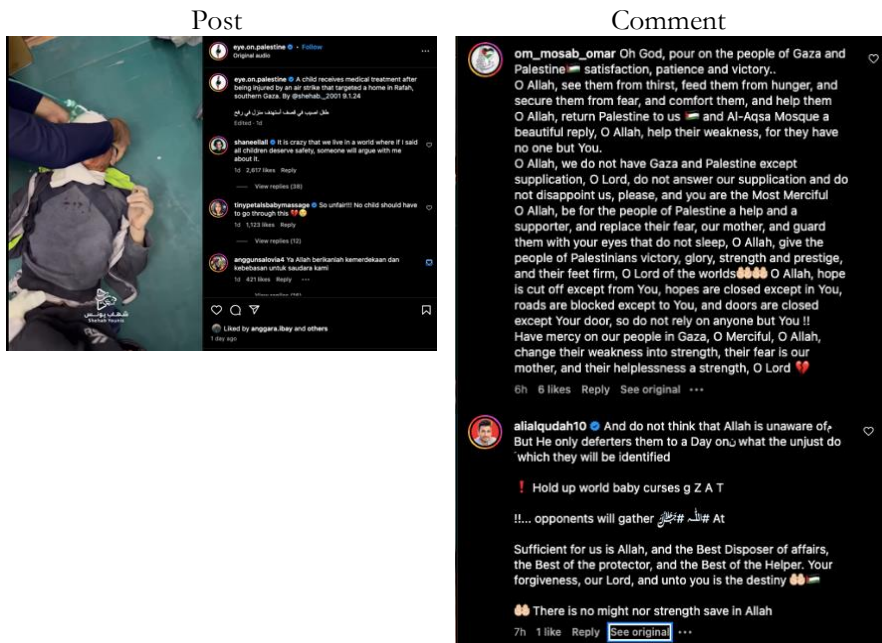 Post
Comment
eye.on.palestine • Follow
Original audio
eye.on.palestine A child receives medical treatment after
being injured by an air strike that targeted a home in Rafah,
southern Gaza. By @shehab._2001 9.1.24
طفل اصيب في قصف استهدف منزل في رفح
Edited · 1d
shaneellall It is crazy that we live in a world where if I said
all children deserve safety, someone will argue with me
about it.
1d 2,617 likes Reply
View replies (38)
tinypetalsbabymassage So unfair!!! No child should have
to go through this 💔🥺
1d 1,123 likes Reply
View replies (12)
anggunsalovia4 Ya Allah berikanlah kemerdekaan dan
kebebasan untuk saudara kami
1d 421 likes Reply
Liked by anggara.ibay and others
1 day ago
شهاب يونس
Shehab Younis
om_mosab_omar Oh God, pour on the people of Gaza and
Palestine🇵🇸 satisfaction, patience and victory..
O Allah, see them from thirst, feed them from hunger, and
secure them from fear, and comfort them, and help them
O Allah, return Palestine to us 🇵🇸 and Al-Aqsa Mosque a
beautiful reply, O Allah, help their weakness, for they have
no one but You.
O Allah, we do not have Gaza and Palestine except
supplication, O Lord, do not answer our supplication and do
not disappoint us, please, and you are the Most Merciful
O Allah, be for the people of Palestine a help and a
supporter, and replace their fear, our mother, and guard
them with your eyes that do not sleep, O Allah, give the
people of Palestinians victory, glory, strength and prestige,
and their feet firm, O Lord of the worlds🤲🏻🤲🏻 O Allah, hope
is cut off except from You, hopes are closed except in You,
roads are blocked except to You, and doors are closed
except Your door, so do not rely on anyone but You !!
Have mercy on our people in Gaza, O Merciful, O Allah,
change their weakness into strength, their fear is our
mother, and their helplessness a strength, O Lord 💔
6h 6 likes Reply See original •••
alialqudah10 And do not think that Allah is unaware ofم
But He only deferters them to a Day onن what the unjust do
which they will be identified
❗ Hold up world baby curses g Z A T
!!... opponents will gather #الله# At
Sufficient for us is Allah, and the Best Disposer of affairs,
the Best of the protector, and the Best of the Helper. Your
forgiveness, our Lord, and unto you is the destiny 🤲🏻🇵🇸
🤲🏻 There is no might nor strength save in Allah
7h 1 like Reply See original •••